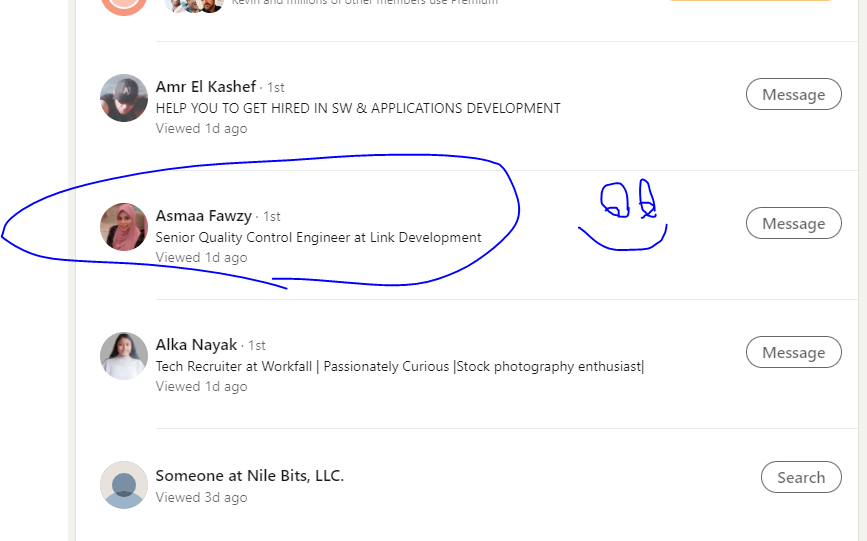 Kevin and millions of other members use Premium
Amr El Kashef · 1st
HELP YOU TO GET HIRED IN SW & APPLICATIONS DEVELOPMENT
Viewed 1d ago
Message
Asmaa Fawzy · 1st
Senior Quality Control Engineer at Link Development
Viewed 1d ago
Message
Alka Nayak · 1st
Tech Recruiter at Workfall | Passionately Curious |Stock photography enthusiast|
Viewed 1d ago
Message
Someone at Nile Bits, LLC.
Viewed 3d ago
Search